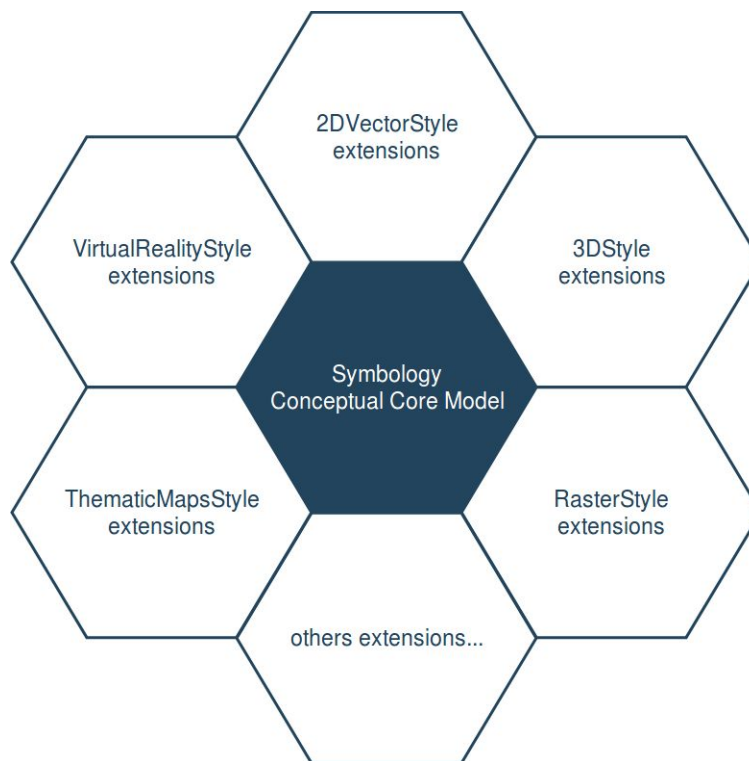 2DVectorStyle
extensions
VirtualRealityStyle
extensions
3DStyle
extensions
Symbology
Conceptual Core Model
ThematicMapsStyle
extensions
RasterStyle
extensions
others extensions...